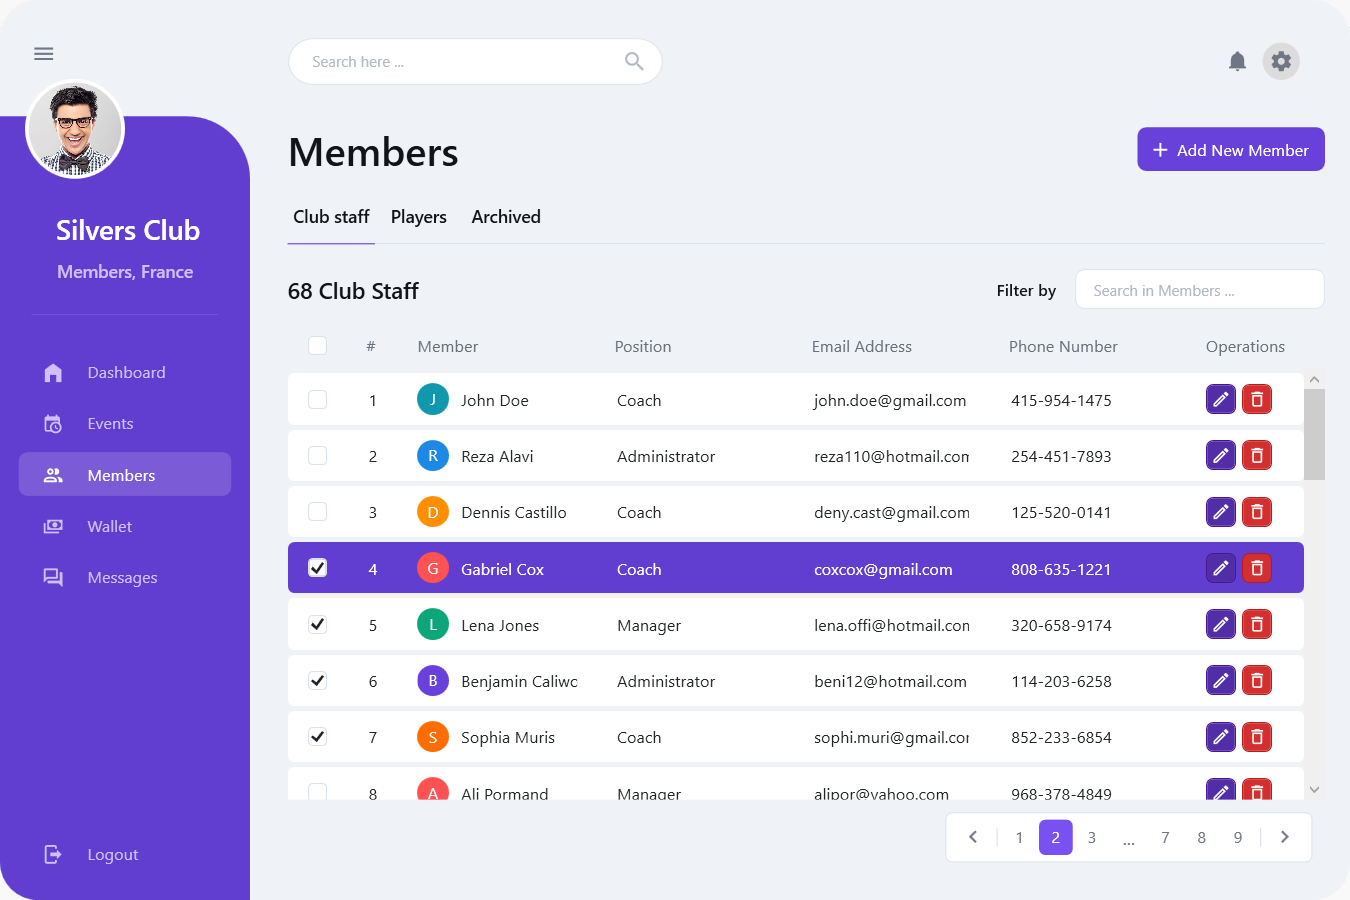 Search here ...
Members
Add New Member
Club staff Players Archived
Silvers Club
Members, France
68 Club Staff
Filter by Search in Members ...
# Member Position Email Address Phone Number Operations
1 J John Doe Coach john.doe@gmail.com 415-954-1475
2 R Reza Alavi Administrator reza110@hotmail.com 254-451-7893
3 D Dennis Castillo Coach deny.cast@gmail.com 125-520-0141
4 G Gabriel Cox Coach coxcox@gmail.com 808-635-1221
5 L Lena Jones Manager lena.offi@hotmail.con 320-658-9174
6 B Benjamin Caliwo Administrator beni12@hotmail.com 114-203-6258
7 S Sophia Muris Coach sophi.muri@gmail.cor 852-233-6854
8 A Ali Pormand Manager alipor@yahoo.com 968-378-4849
Dashboard
Events
Members
Wallet
Messages
Logout
1 2 3 ... 7 8 9